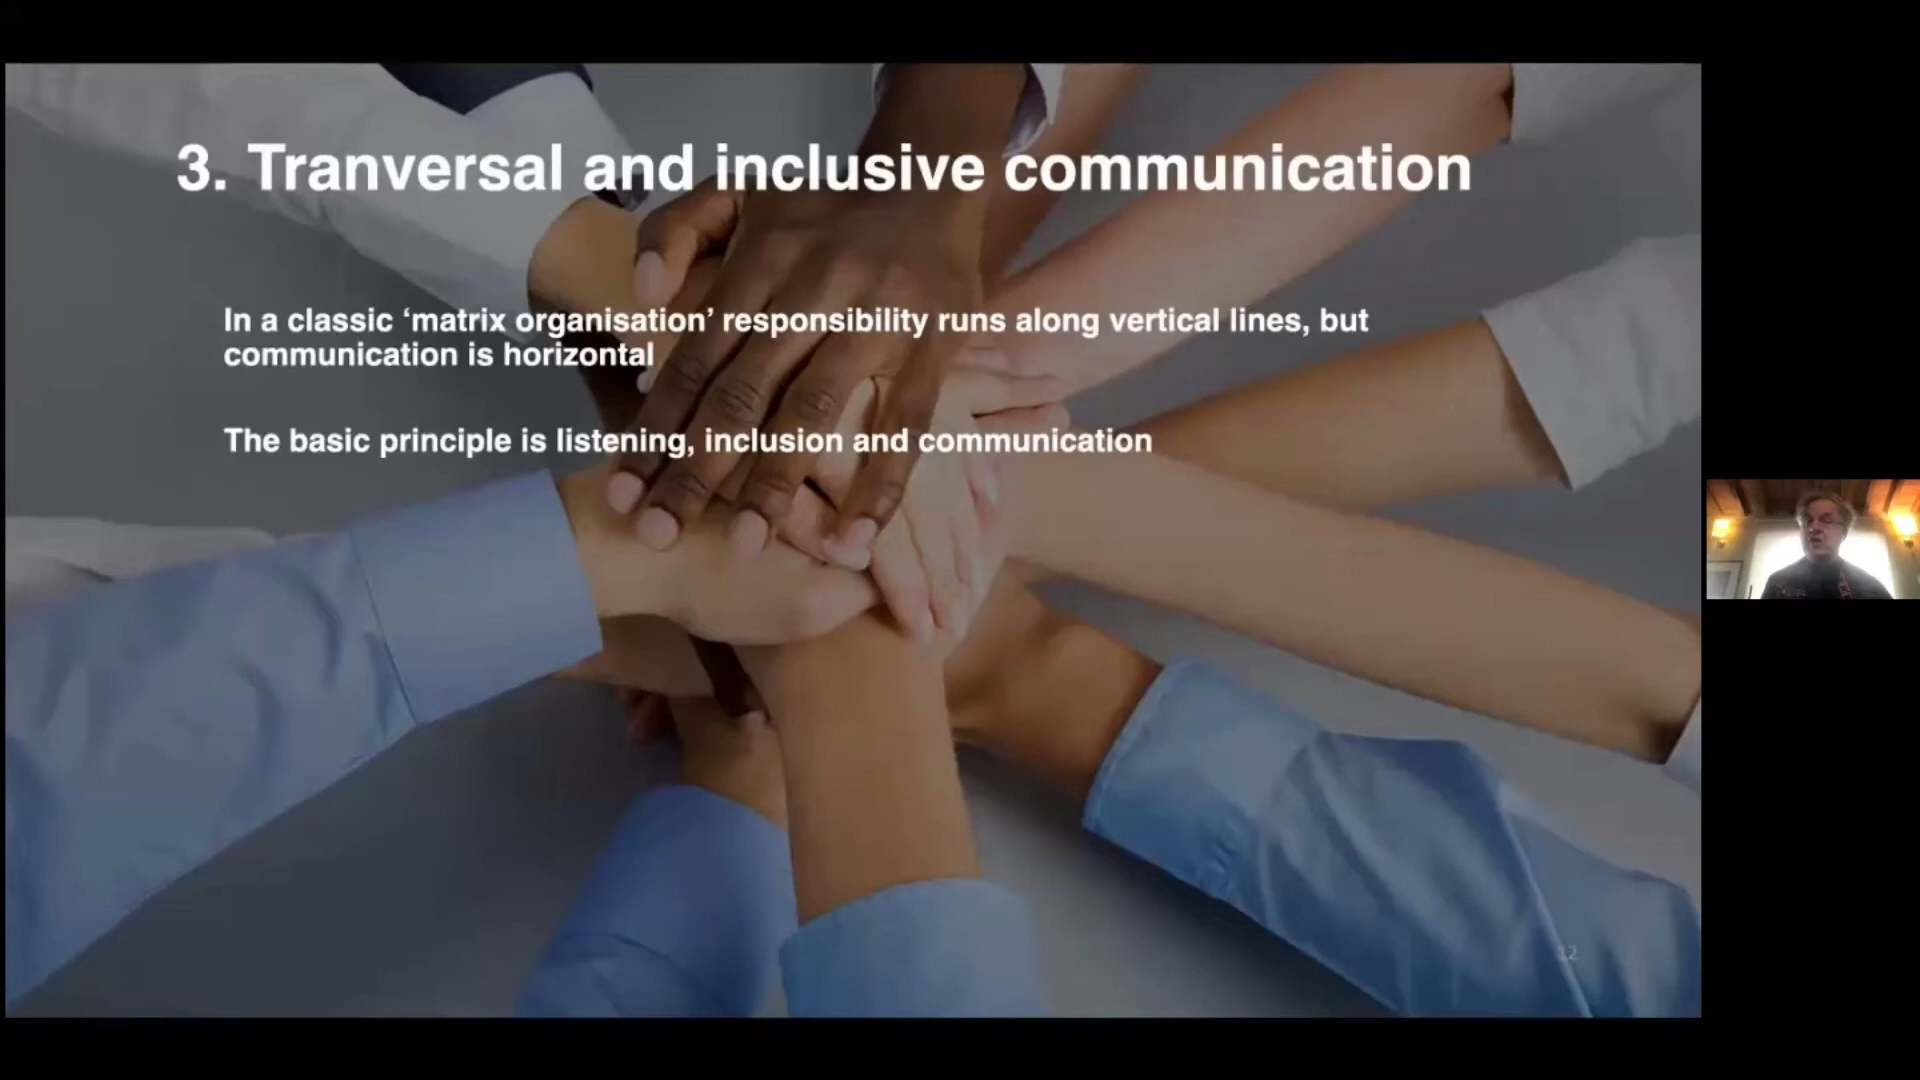 3. Tranversal and inclusive communication
In a classic ‘matrix organisation’ responsibility runs along vertical lines, but
communication is horizontal
The basic principle is listening, inclusion and communication
12